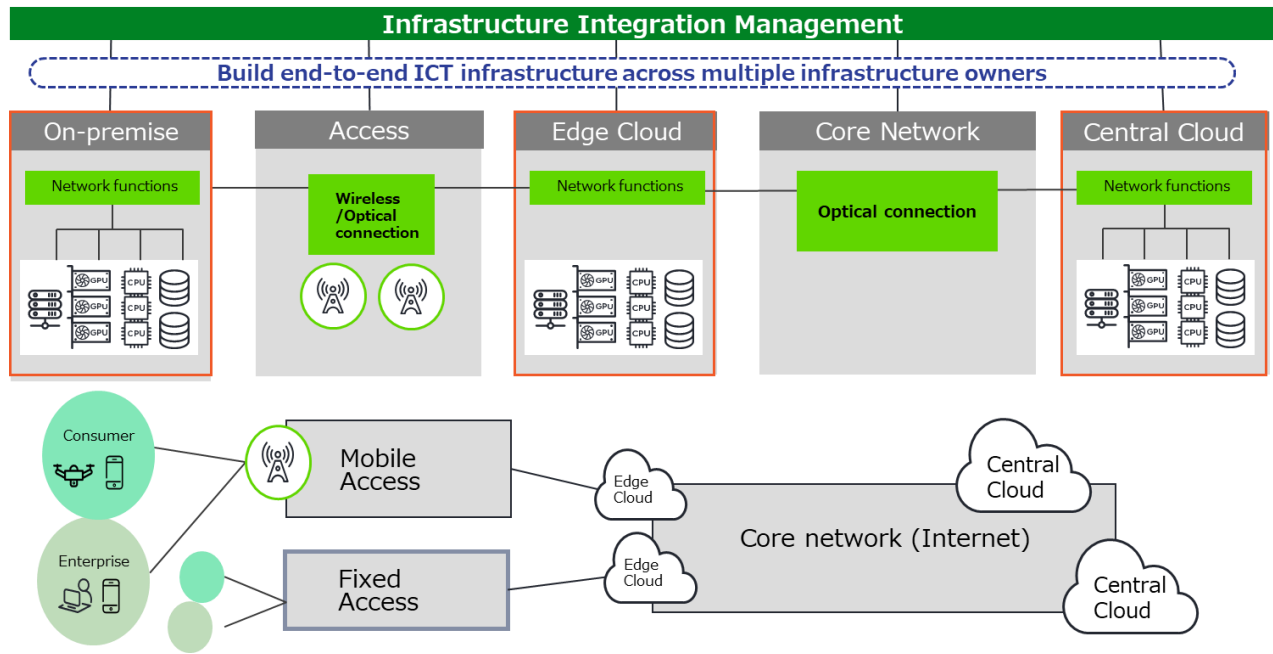 Infrastructure Integration Management
Build end-to-end ICT infrastructure across multiple infrastructure owners
On-premise
Access
Edge Cloud
Core Network
Central Cloud
Network functions
Wireless
/Optical
connection
Network functions
Optical connection
Network functions
GPU
GPU
GPU
CPU
CPU
CPU
GPU
GPU
GPU
CPU
CPU
CPU
GPU
GPU
GPU
CPU
CPU
CPU
Consumer
Enterprise
Mobile
Access
Fixed
Access
Edge
Cloud
Edge
Cloud
Core network (Internet)
Central
Cloud
Central
Cloud